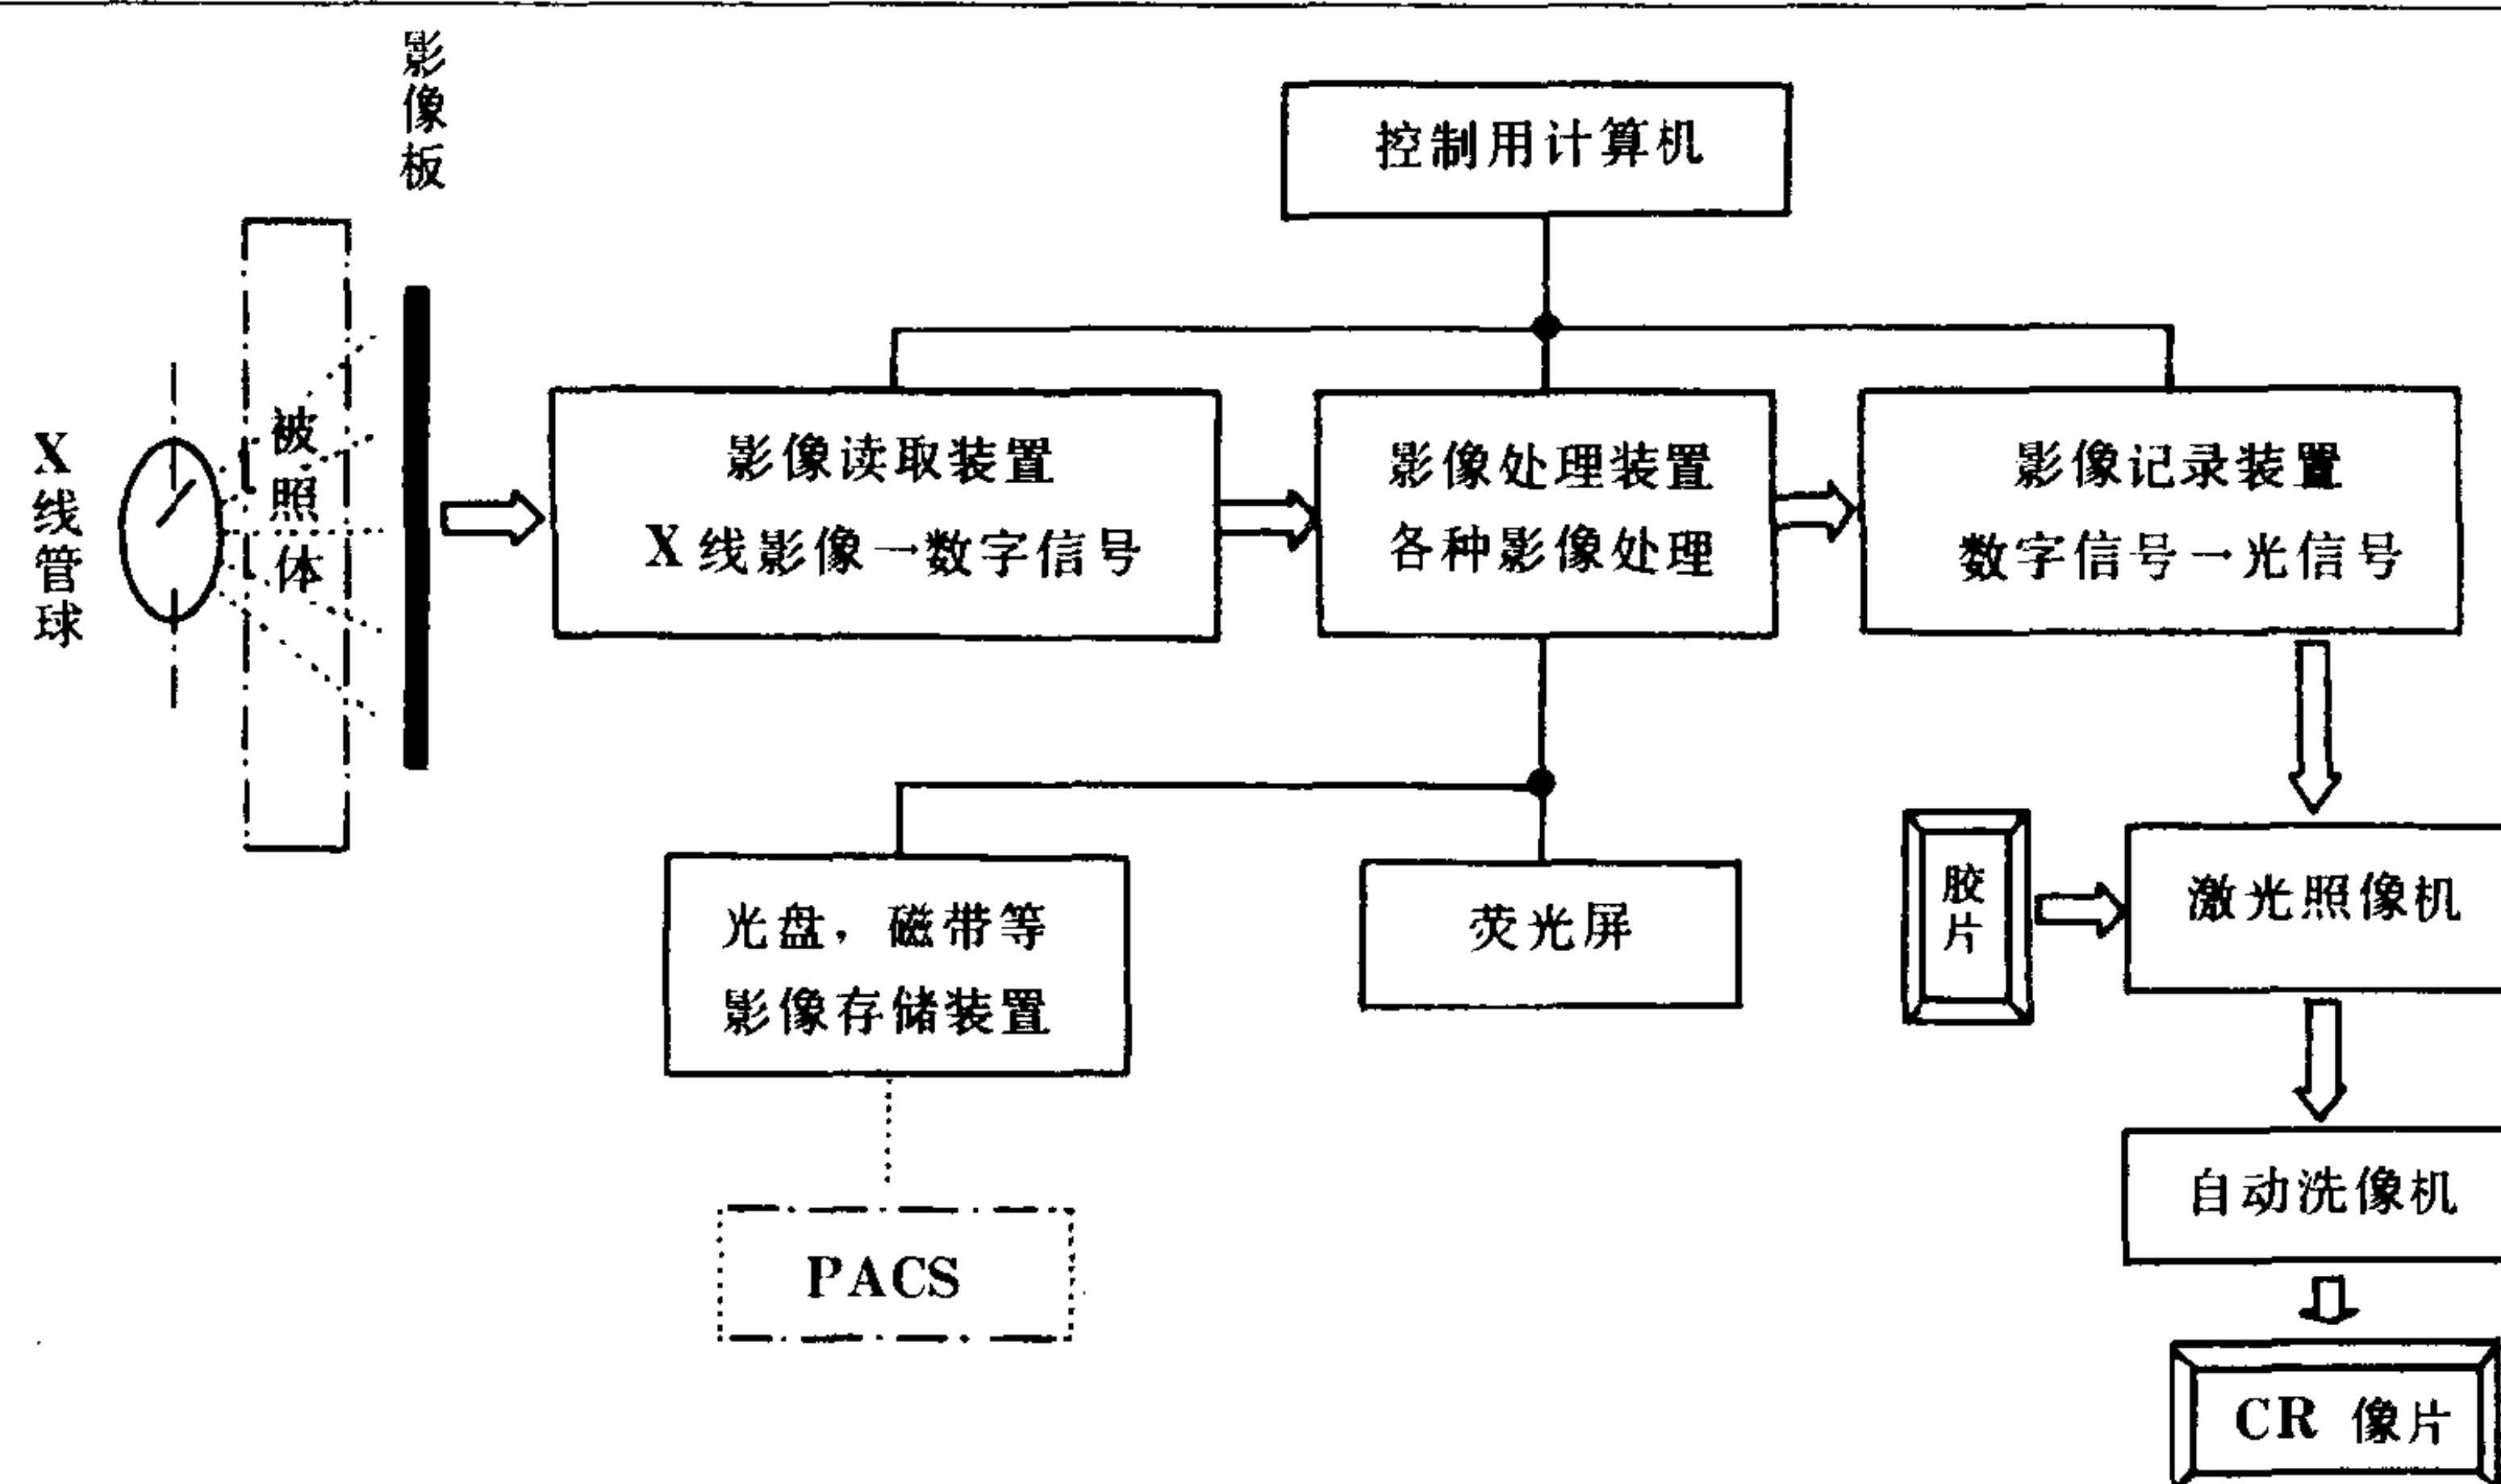 影像板
控制用计算机
X线管球
被照体
影像读取装置
X线影像→数字信号
影像处理装置
各种影像处理
影像记录装置
数字信号→光信号
光盘，磁带等
影像存储装置
荧光屏
胶片
激光照像机
自动洗像机
PACS
CR 像片